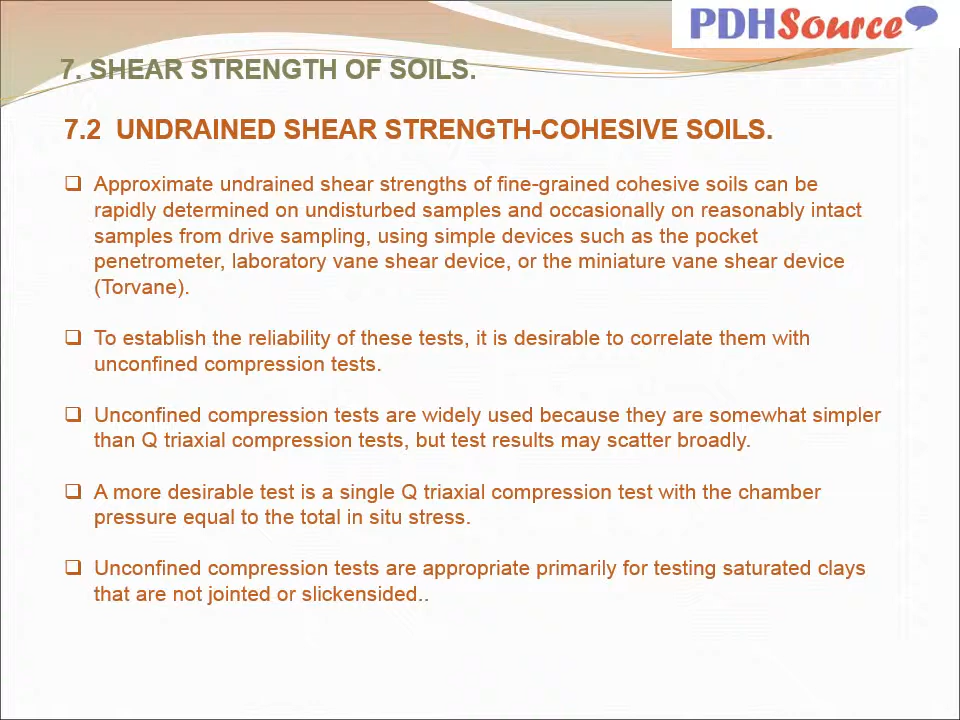 PDHSource
7. SHEAR STRENGTH OF SOILS.
7.2 UNDRAINED SHEAR STRENGTH-COHESIVE SOILS.
❑ Approximate undrained shear strengths of fine-grained cohesive soils can be
rapidly determined on undisturbed samples and occasionally on reasonably intact
samples from drive sampling, using simple devices such as the pocket
penetrometer, laboratory vane shear device, or the miniature vane shear device
(Torvane).
❑ To establish the reliability of these tests, it is desirable to correlate them with
unconfined compression tests.
❑ Unconfined compression tests are widely used because they are somewhat simpler
than Q triaxial compression tests, but test results may scatter broadly.
❑ A more desirable test is a single Q triaxial compression test with the chamber
pressure equal to the total in situ stress.
❑ Unconfined compression tests are appropriate primarily for testing saturated clays
that are not jointed or slickensided..